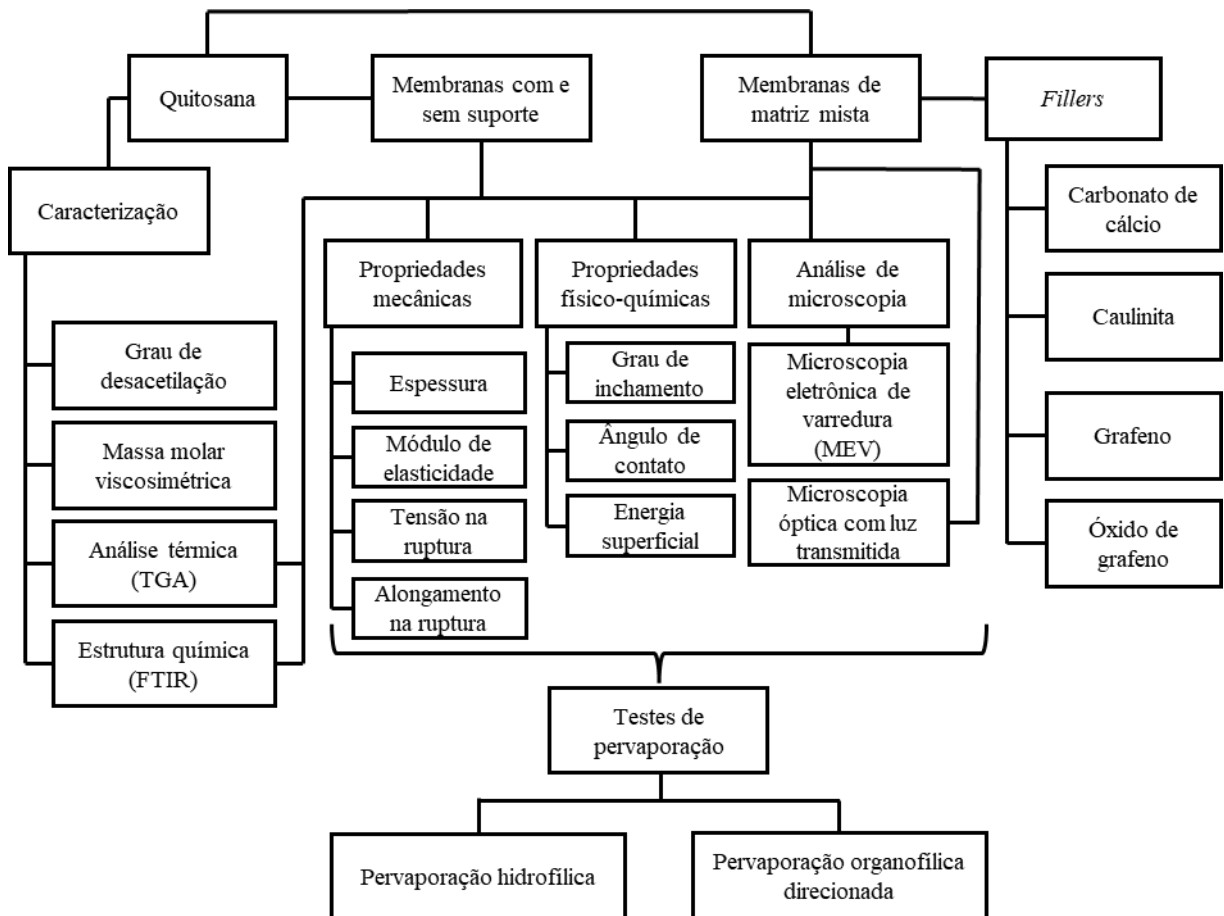 Quitosana
Membranas com e
sem suporte
Membranas de
matriz mista
Fillers
Caracterização
Grau de
desacetilação
Massa molar
viscosimétrica
Análise térmica
(TGA)
Estrutura química
(FTIR)
Propriedades
mecânicas
Espessura
Módulo de
elasticidade
Tensão na
ruptura
Alongamento
na ruptura
Propriedades
físico-químicas
Grau de
inchamento
Ângulo de
contato
Energia
superficial
Análise de
microscopia
Microscopia
eletrônica de
varredura
(MEV)
Microscopia
óptica com luz
transmitida
Carbonato de
cálcio
Caulinita
Grafeno
Óxido de
grafeno
Testes de
pervaporação
Pervaporação hidrofílica
Pervaporação organofílica
direcionada